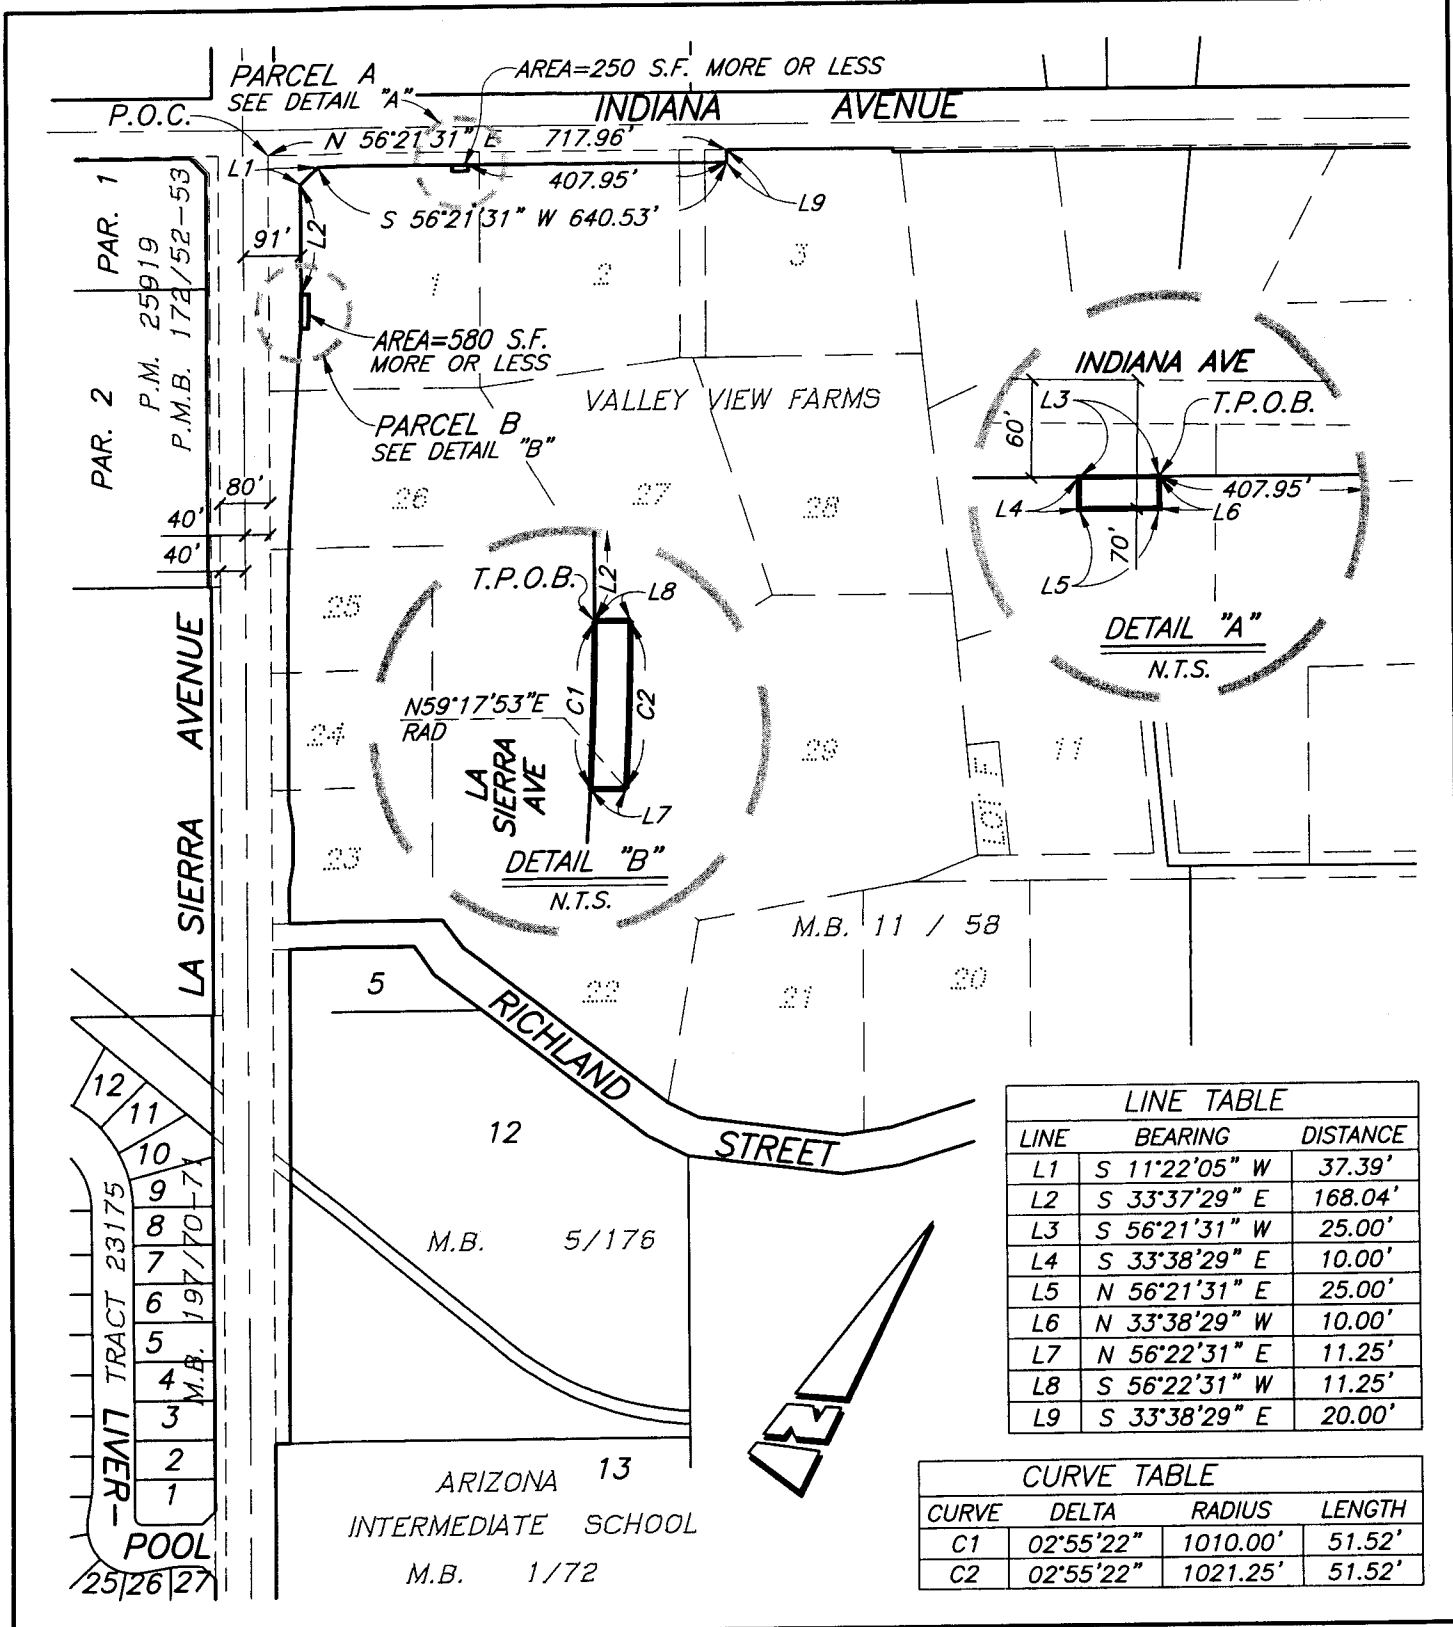 PARCEL A
SEE DETAIL "A"
AREA=250 S.F. MORE OR LESS
P.O.C.
INDIANA AVENUE
N 56°21'31" E 717.96'
L1
407.95'
L9
S 56°21'31" W 640.53'
L2
91'
PAR. 1
PAR. 2
P.M. 25919
P.M.B. 172/52-53
1
2
3
AREA=580 S.F.
MORE OR LESS
PARCEL B
SEE DETAIL "B"
VALLEY VIEW FARMS
INDIANA AVE
60'
L3
T.P.O.B.
407.95'
L4
L6
70'
L5
DETAIL "A"
N.T.S.
80'
40'
40'
26
27
28
25
24
23
T.P.O.B.
L2
L8
C1
C2
N59°17'53"E
RAD
LA
SIERRA
AVE
L7
DETAIL "B"
N.T.S.
29
LOT F
11
LA SIERRA AVENUE
M.B. 11 / 58
5
22
21
20
RICHLAND STREET
12
11
10
9
8
7
6
5
4
3
2
1
TRACT 23175
M.B. 197/70-71
LIVER-
POOL
25 26 27
12
M.B. 5/176
ARIZONA 13
INTERMEDIATE SCHOOL
M.B. 1/72
N
LINE TABLE
LINE BEARING DISTANCE
L1 S 11°22'05" W 37.39'
L2 S 33°37'29" E 168.04'
L3 S 56°21'31" W 25.00'
L4 S 33°38'29" E 10.00'
L5 N 56°21'31" E 25.00'
L6 N 33°38'29" W 10.00'
L7 N 56°22'31" E 11.25'
L8 S 56°22'31" W 11.25'
L9 S 33°38'29" E 20.00'
CURVE TABLE
CURVE DELTA RADIUS LENGTH
C1 02°55'22" 1010.00' 51.52'
C2 02°55'22" 1021.25' 51.52'